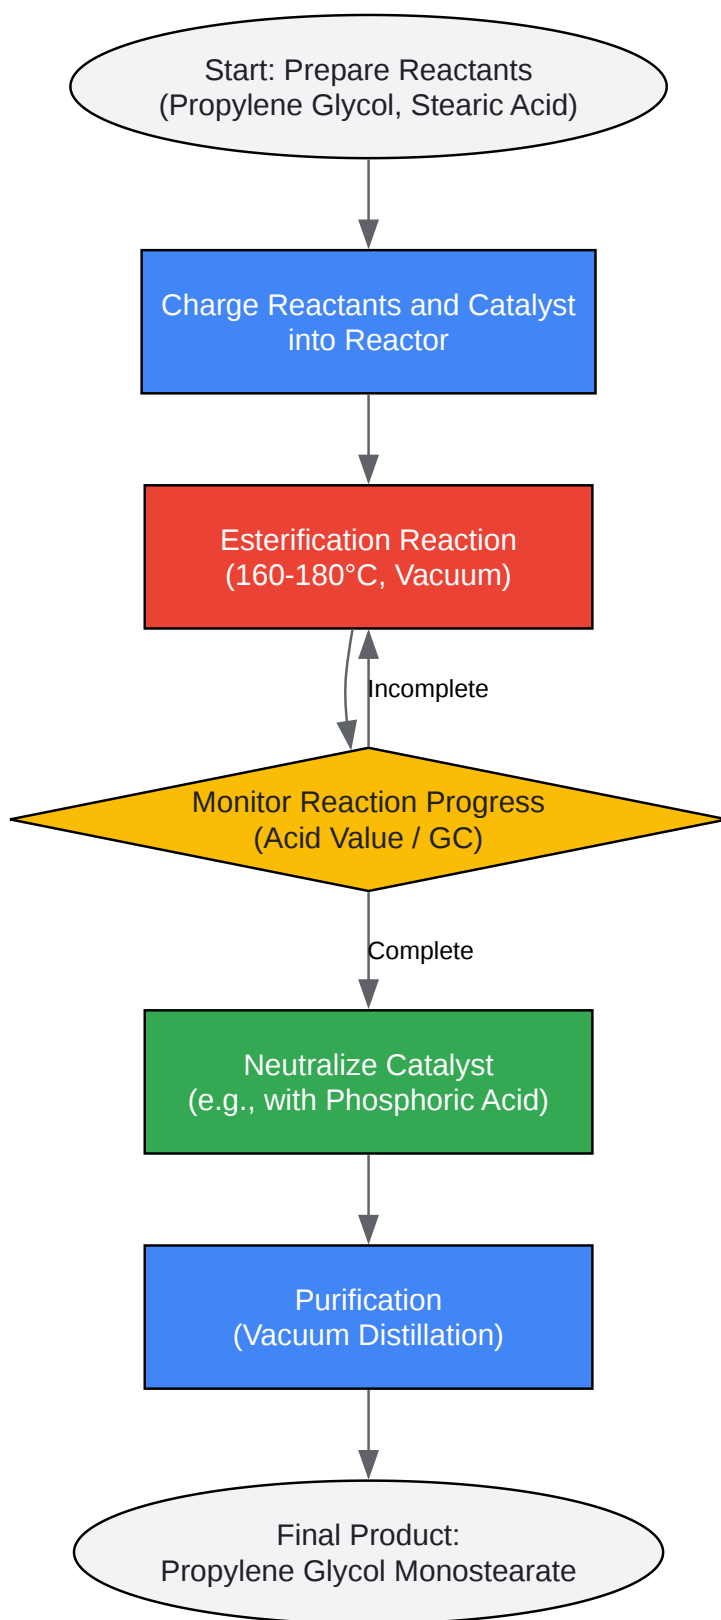 Start: Prepare Reactants
(Propylene Glycol, Stearic Acid)
Charge Reactants and Catalyst
into Reactor
Esterification Reaction
(160-180°C, Vacuum)
Incomplete
Monitor Reaction Progress
(Acid Value / GC)
Complete
Neutralize Catalyst
(e.g., with Phosphoric Acid)
Purification
(Vacuum Distillation)
Final Product:
Propylene Glycol Monostearate